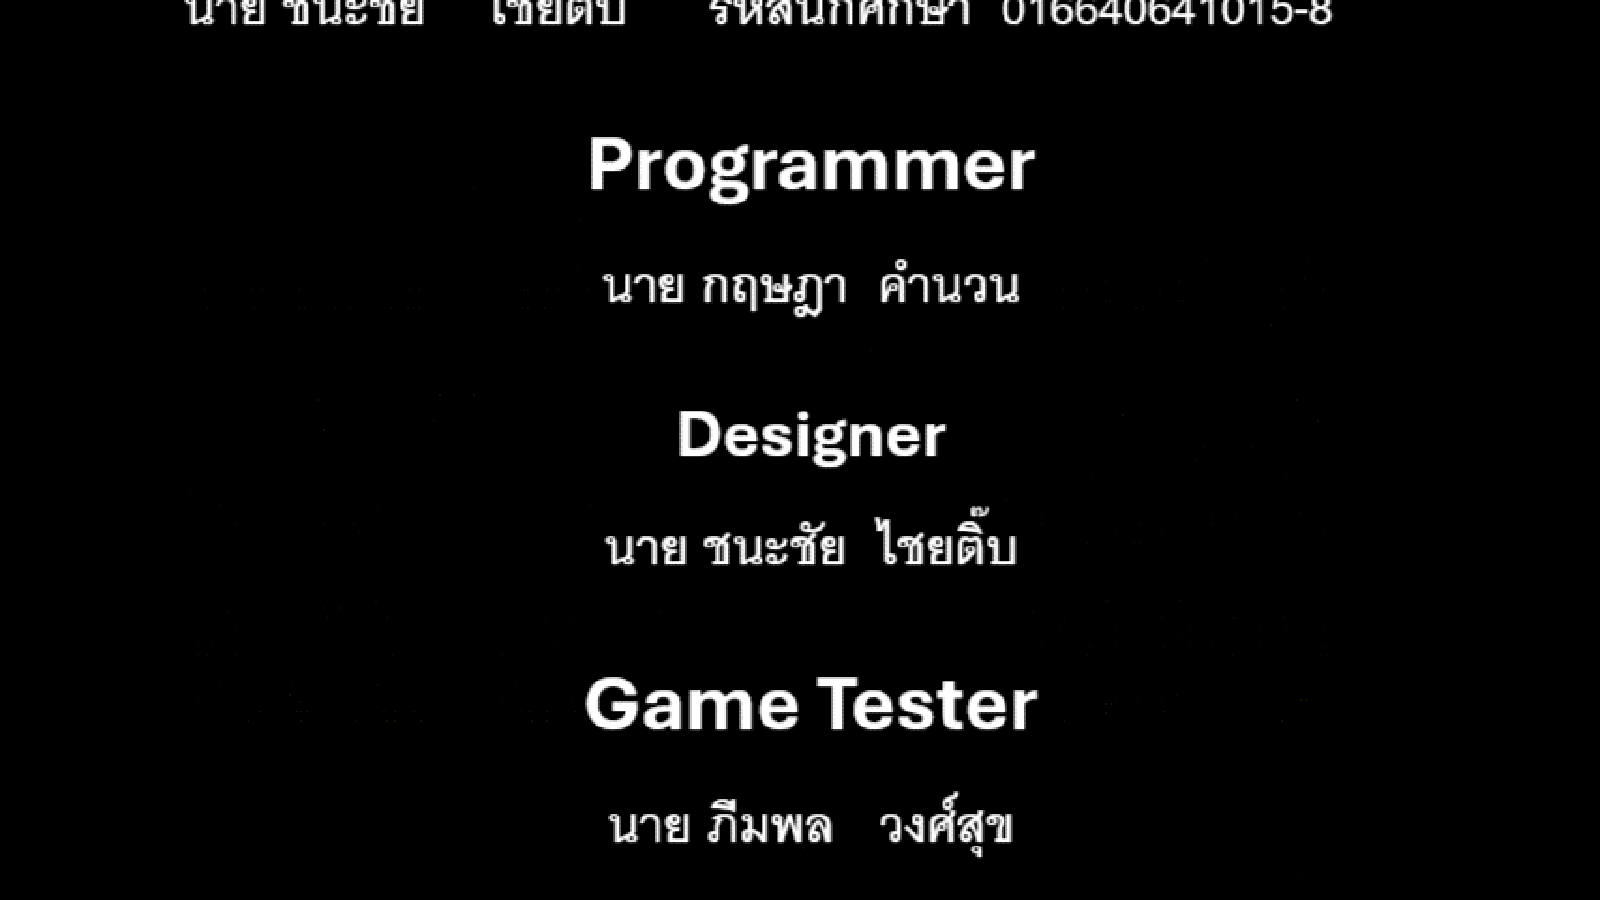 นาย ชนะชัย ไชยติ๊บ รหัสนักศึกษา 016640641015-8
Programmer
นาย กฤษฎา คำนวน
Designer
นาย ชนะชัย ไชยติ๊บ
Game Tester
นาย ภีมพล วงศ์สุข